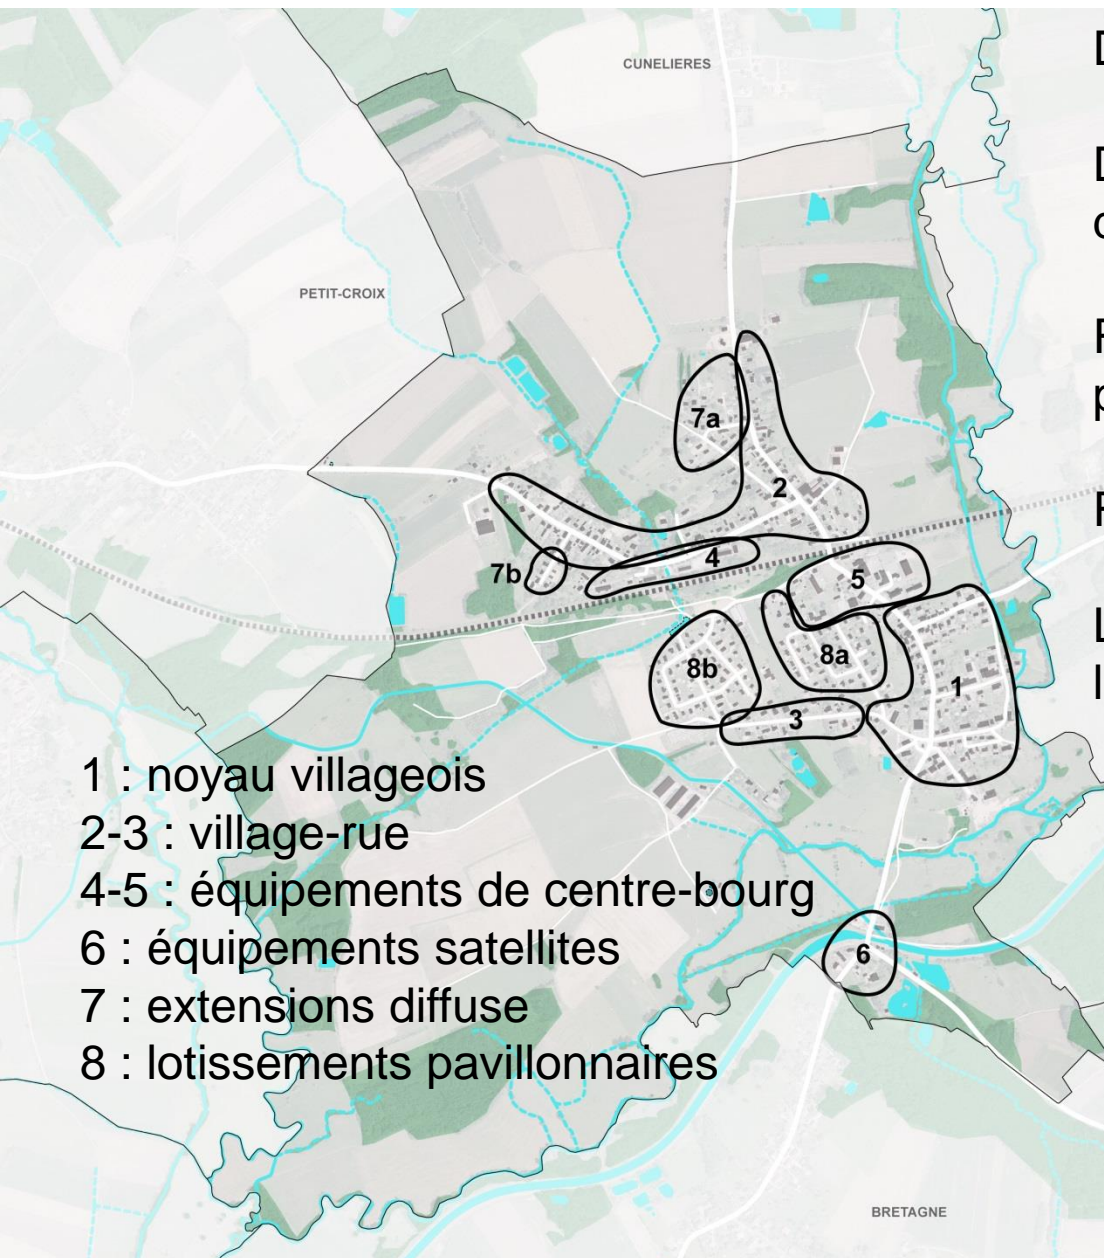 CUNELIERES
PETIT-CROIX
7a
2
4
7b
5
8a
8b
1
3
1 : noyau villageois
2-3 : village-rue
4-5 : équipements de centre-bourg
6 : équipements satellites
7 : extensions diffuse
8 : lotissements pavillonnaires
6
BRETAGNE